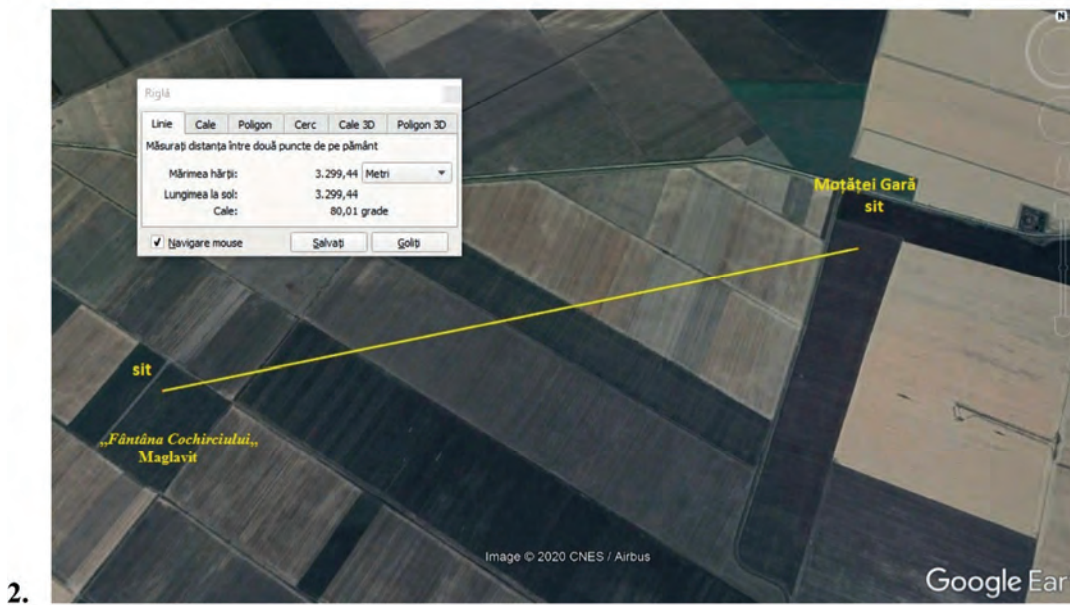 N
Riglă
Linie Cale Poligon Cerc Cale 3D Poligon 3D
Măsurați distanța între două puncte de pe pământ
Mărimea hărții: 3.299,44 Metri
Lungimea la sol: 3.299,44
Cale: 80,01 grade
Navigare mouse Salvați Goliți
Moțăței Gară
sit
sit
„Fântâna Cochirciului„
Maglavit
Image © 2020 CNES / Airbus
Google Ear
2.